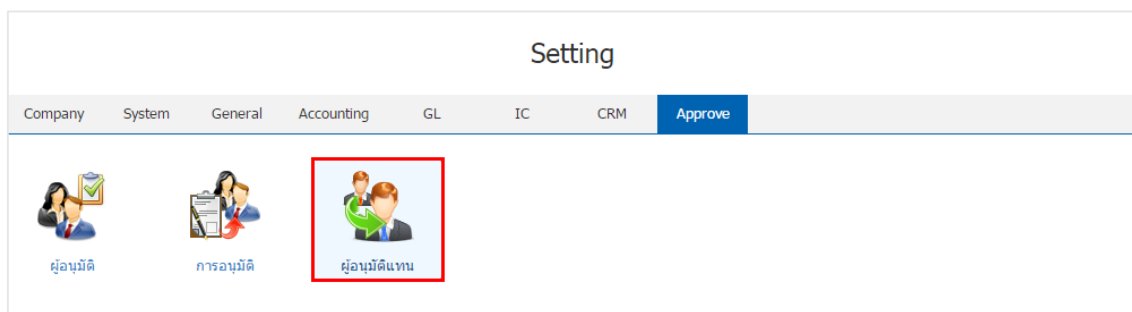 Setting
Company System General Accounting GL IC CRM Approve
ผู้อนุมัติ การอนุมัติ ผู้อนุมัติแทน